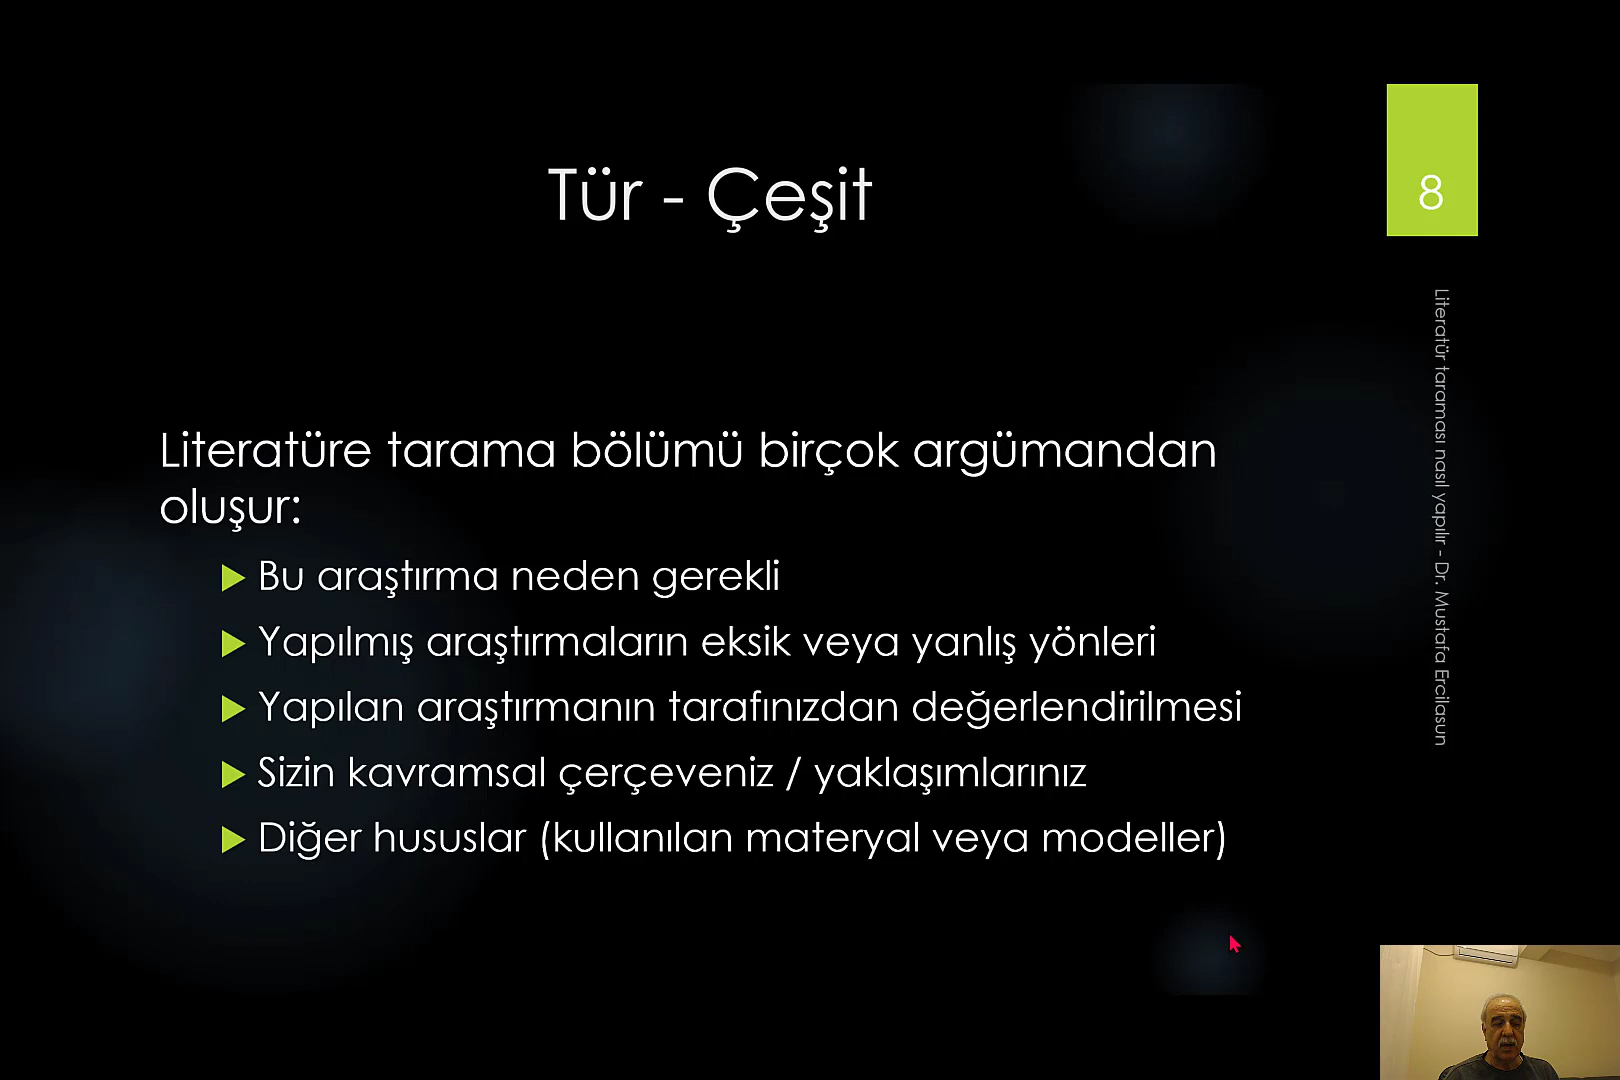 Tür - Çeşit
8
Literatüre tarama bölümü birçok argümandan
oluşur:
Bu araştırma neden gerekli
Yapılmış araştırmaların eksik veya yanlış yönleri
Yapılan araştırmanın tarafınızdan değerlendirilmesi
Sizin kavramsal çerçeveniz / yaklaşımlarınız
Diğer hususlar (kullanılan materyal veya modeller)
Literatür taraması nasıl yapılır - Dr. Mustafa Ercilasun